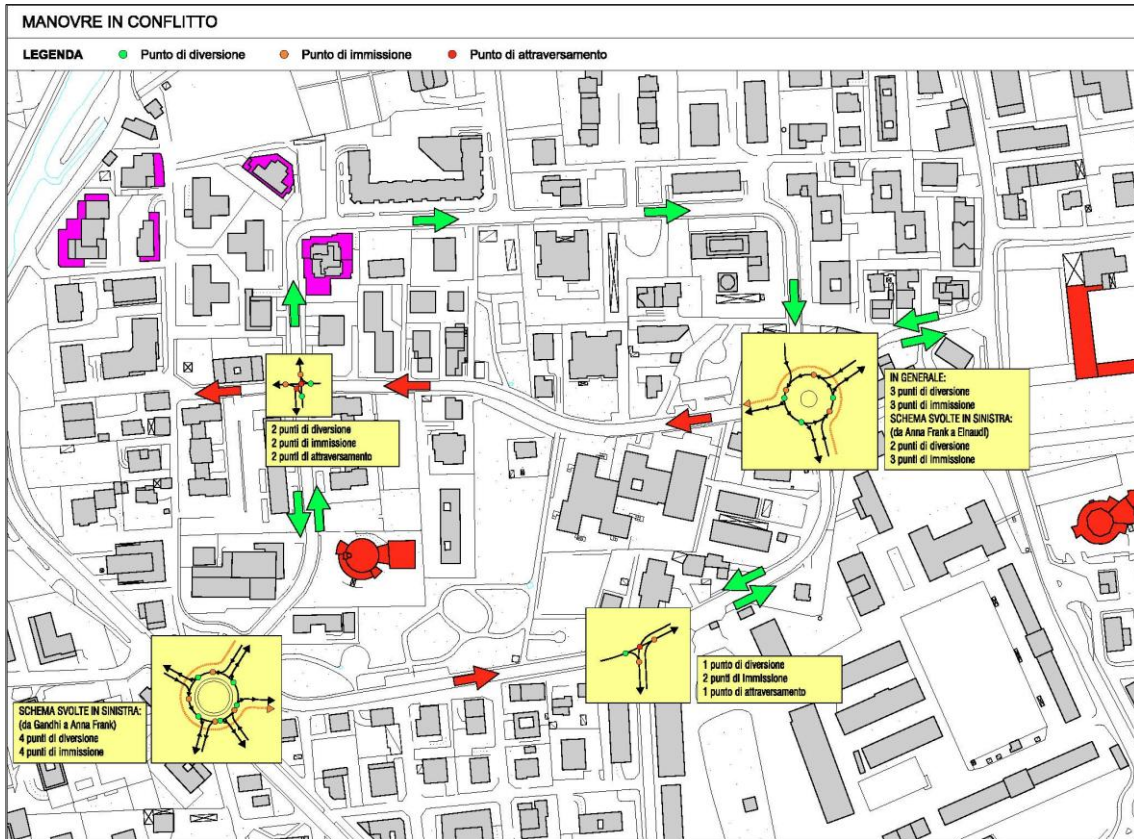 MANOVRE IN CONFLITTO
LEGENDA
Punto di diversione
Punto di immissione
Punto di attraversamento
2 punti di diversione
2 punti di immissione
2 punti di attraversamento
IN GENERALE:
3 punti di diversione
3 punti di immissione
SCHEMA SVOLTE IN SINISTRA:
(da Anna Frank a Einaudi)
2 punti di diversione
3 punti di immissione
1 punto di diversione
2 punti di immissione
1 punto di attraversamento
SCHEMA SVOLTE IN SINISTRA:
(da Gandhi a Anna Frank)
4 punti di diversione
4 punti di immissione